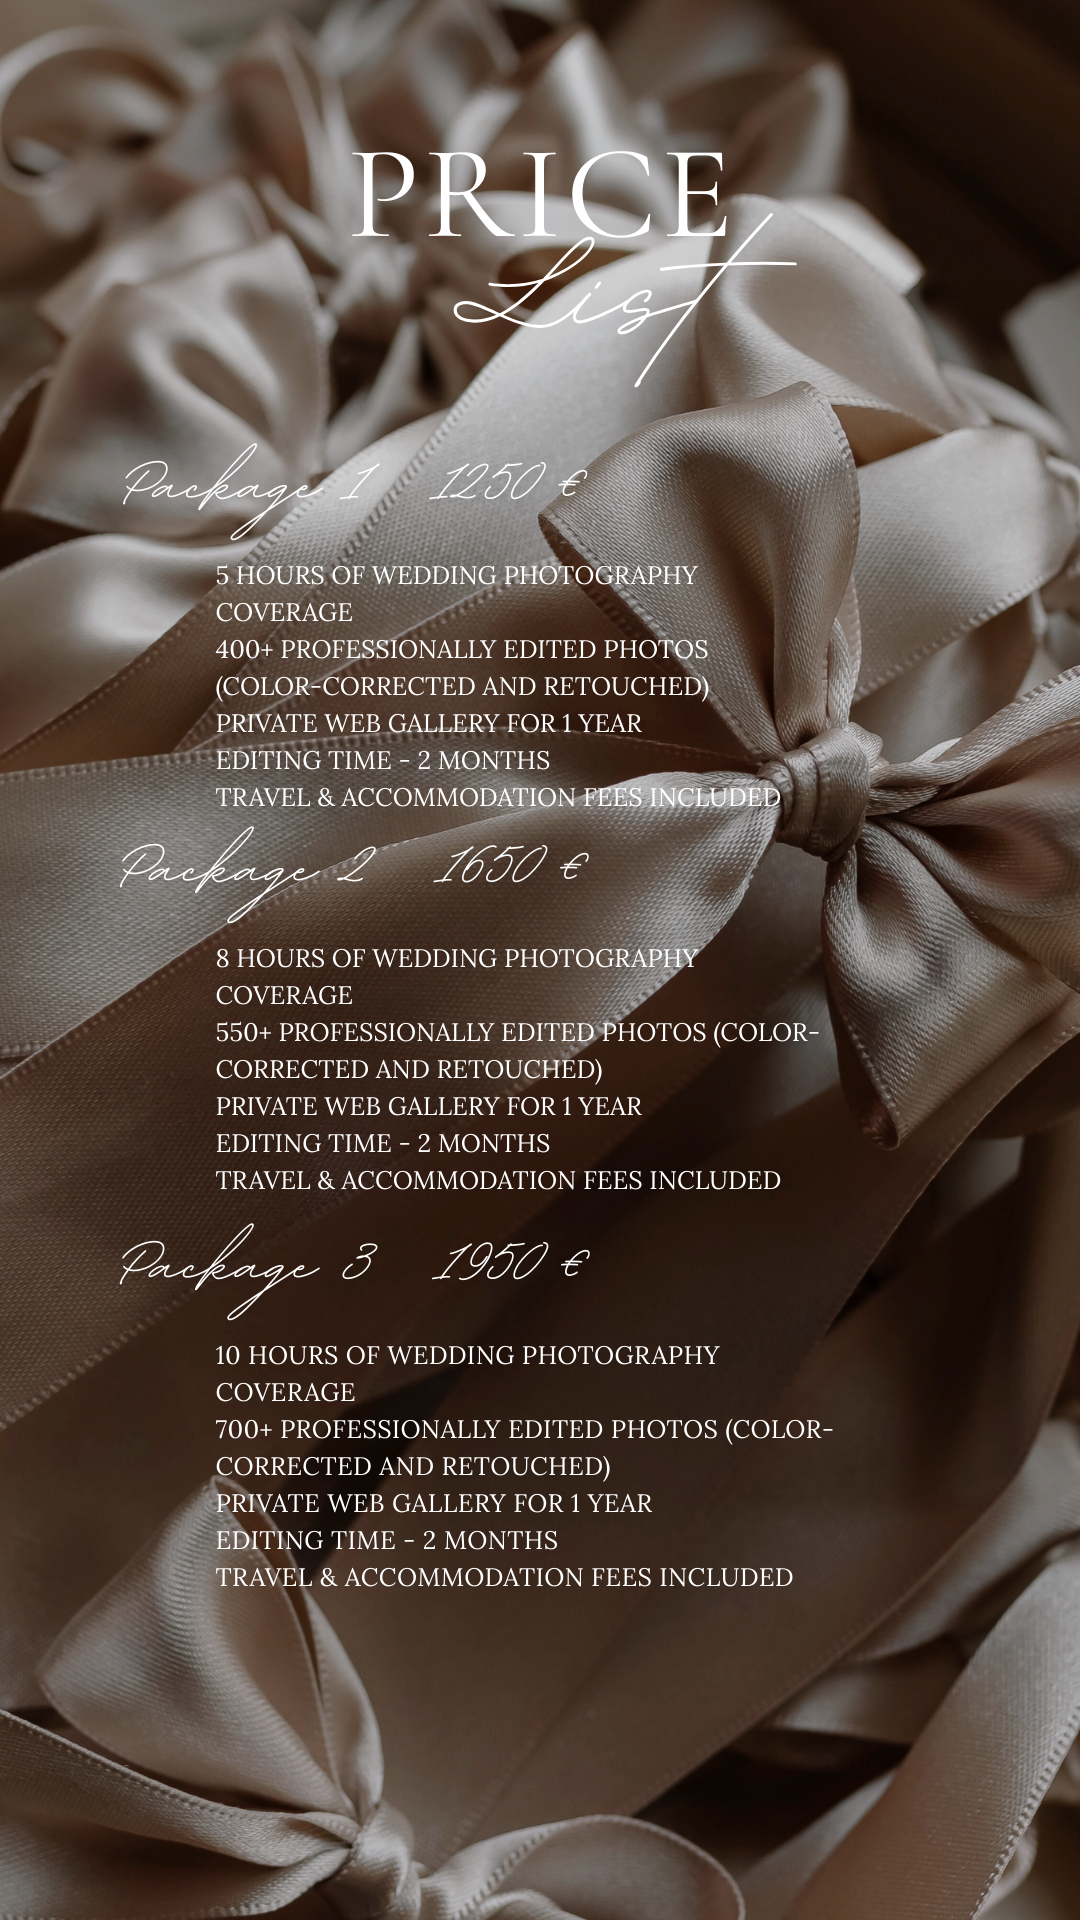 PRICE
List
Package 1 1250 €
5 HOURS OF WEDDING PHOTOGRAPHY
COVERAGE
400+ PROFESSIONALLY EDITED PHOTOS
(COLOR-CORRECTED AND RETOUCHED)
PRIVATE WEB GALLERY FOR 1 YEAR
EDITING TIME - 2 MONTHS
TRAVEL & ACCOMMODATION FEES INCLUDED
Package 2 1650 €
8 HOURS OF WEDDING PHOTOGRAPHY
COVERAGE
550+ PROFESSIONALLY EDITED PHOTOS (COLOR-
CORRECTED AND RETOUCHED)
PRIVATE WEB GALLERY FOR 1 YEAR
EDITING TIME - 2 MONTHS
TRAVEL & ACCOMMODATION FEES INCLUDED
Package 3 1950 €
10 HOURS OF WEDDING PHOTOGRAPHY
COVERAGE
700+ PROFESSIONALLY EDITED PHOTOS (COLOR-
CORRECTED AND RETOUCHED)
PRIVATE WEB GALLERY FOR 1 YEAR
EDITING TIME - 2 MONTHS
TRAVEL & ACCOMMODATION FEES INCLUDED